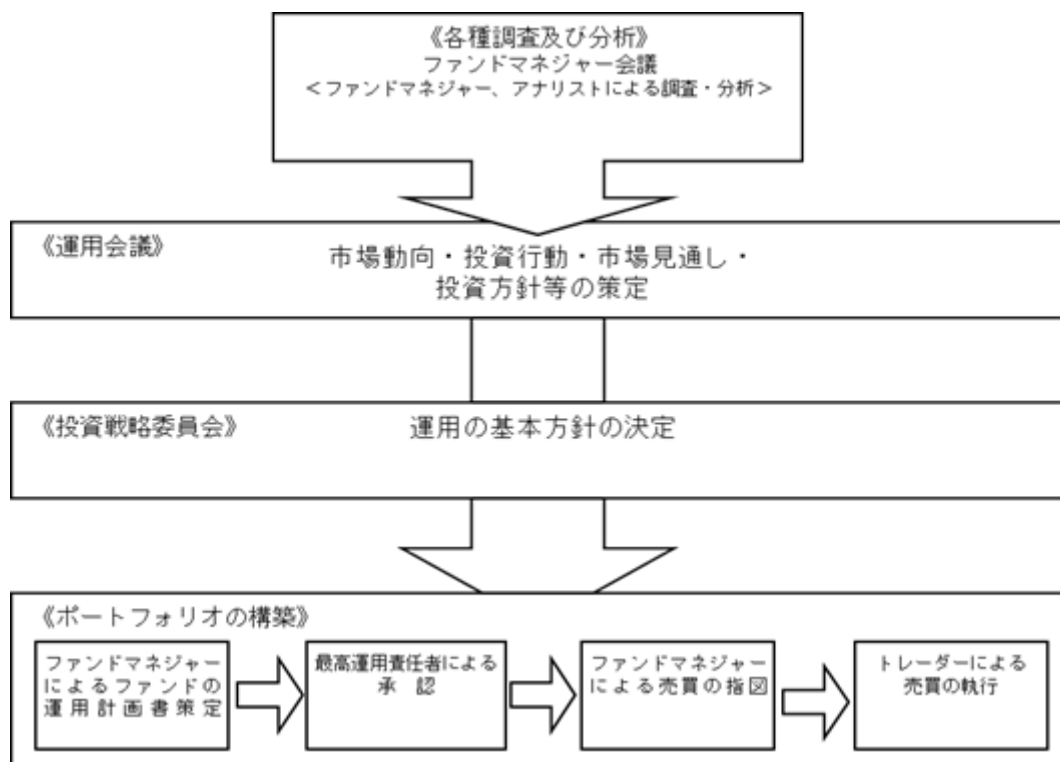 《各種調査及び分析》
ファンドマネジャー会議
<ファンドマネジャー、アナリストによる調査・分析>
《運用会議》
市場動向・投資行動・市場見通し・
投資方針等の策定
《投資戦略委員会》
運用の基本方針の決定
《ポートフォリオの構築》
ファンドマネジャー
によるファンドの
運用計画書策定
最高運用責任者による
承 認
ファンドマネジャー
による売買の指図
トレーダーによる
売買の執行